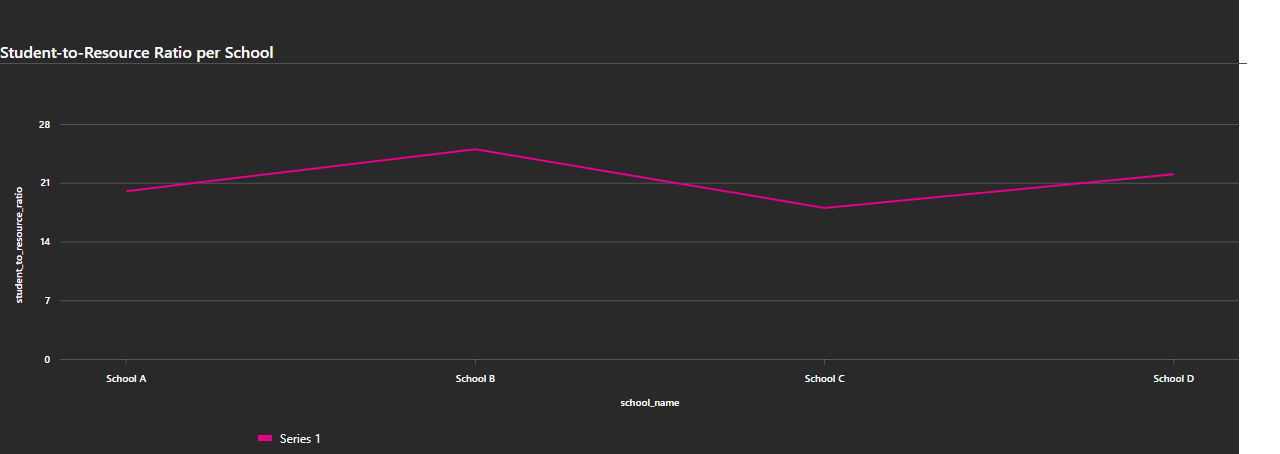 Student-to-Resource Ratio per School
28
21
14
7
0
student_to_resource_ratio
School A School B School C School D
school_name
Series 1